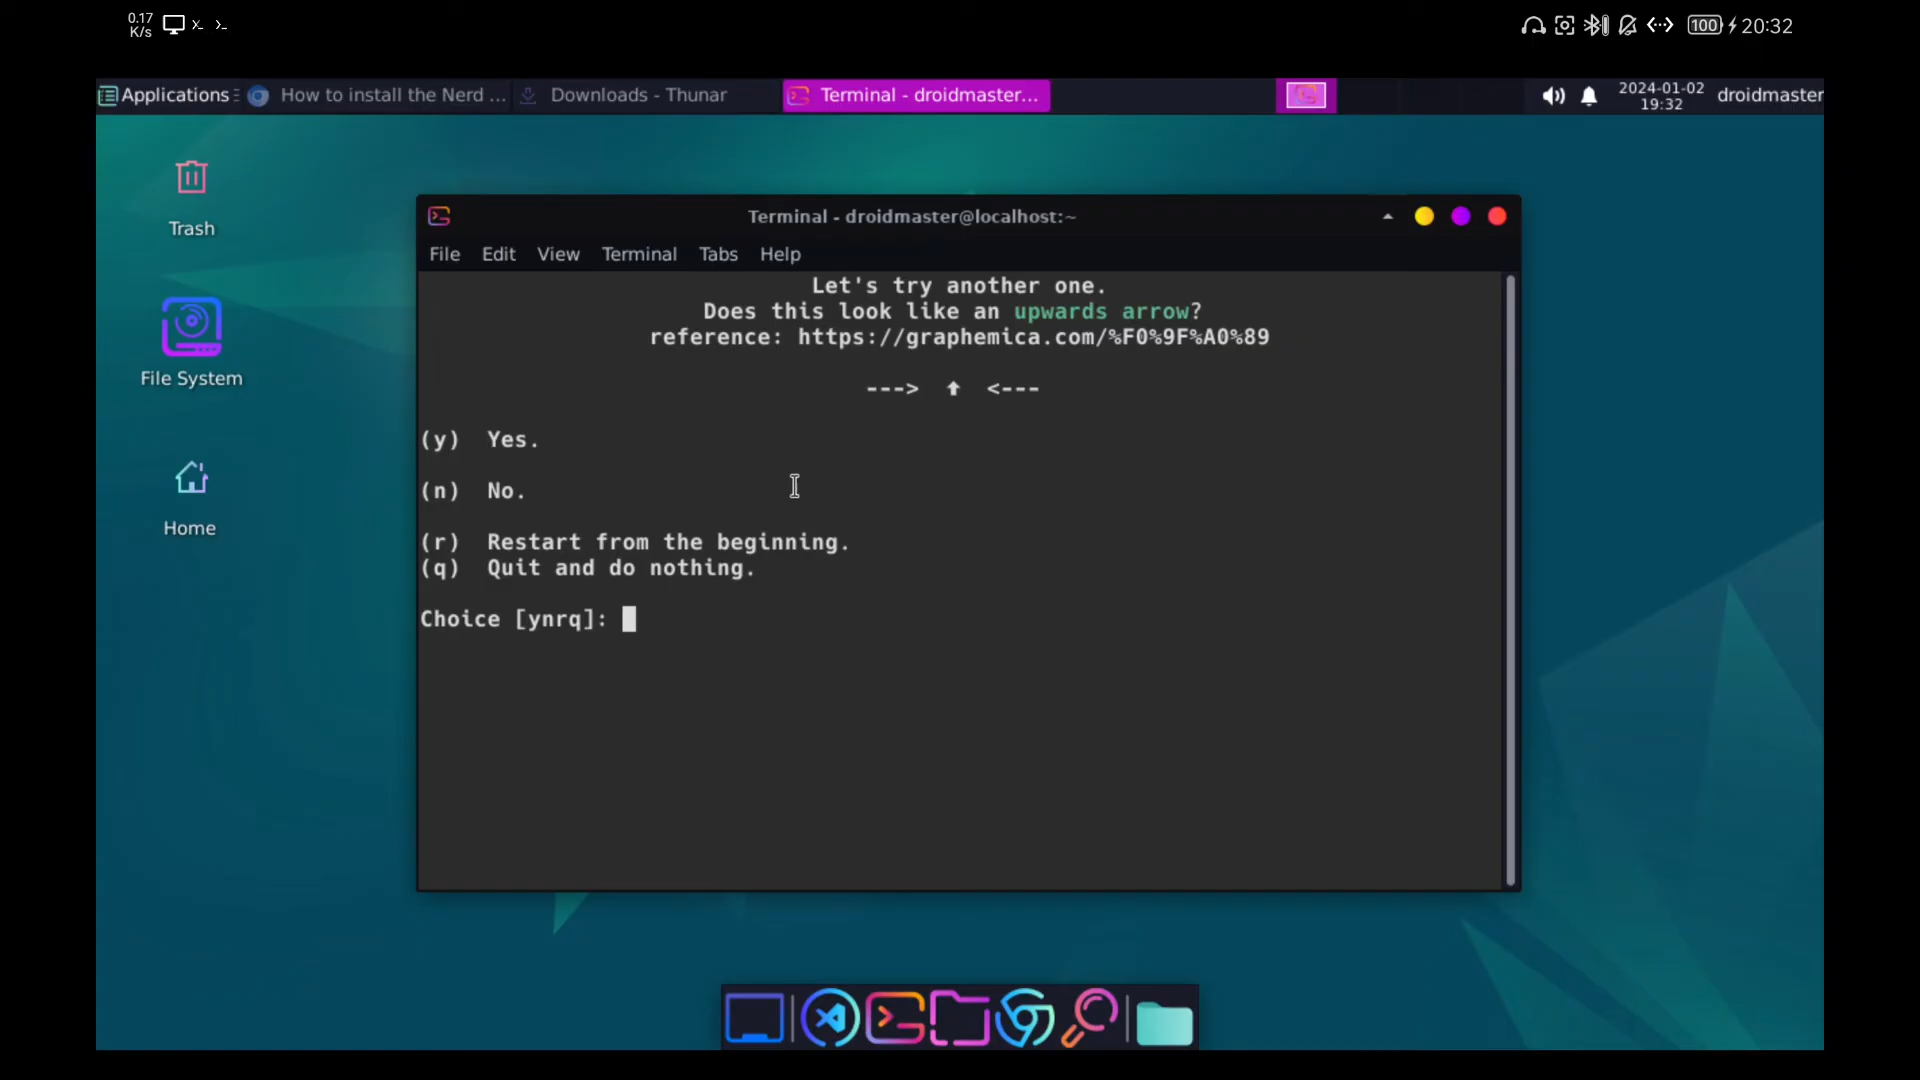 0.17
K/s
100 20:32
Applications How to install the Nerd ... Downloads - Thunar Terminal - droidmaster... 2024-01-02
19:32 droidmaster
Trash
File System
Home
Terminal - droidmaster@localhost:~
File Edit View Terminal Tabs Help
Let's try another one.
Does this look like an upwards arrow?
reference: https://graphemica.com/%F0%9F%A0%89
---> ⬆ <---
(y) Yes.
(n) No.
(r) Restart from the beginning.
(q) Quit and do nothing.
Choice [ynrq]: